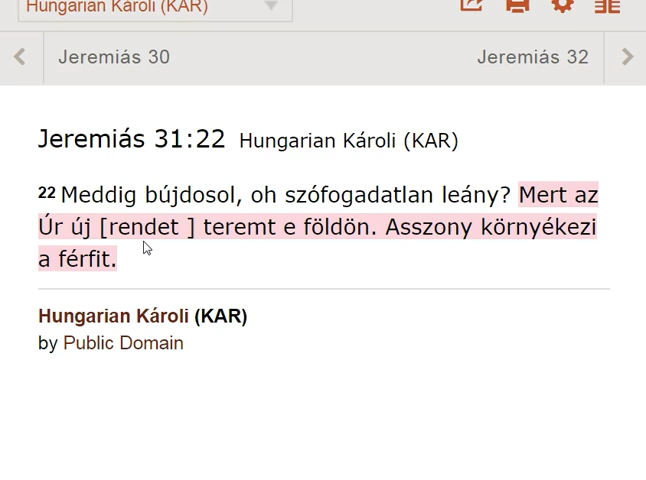 Hungarian Károli (KAR)
Jeremiás 30
Jeremiás 32
Jeremiás 31:22 Hungarian Károli (KAR)
22 Meddig bújdosol, oh szófogadatlan leány? Mert az
Úr új [rendet ] teremt e földön. Asszony környékezi
a férfit.
Hungarian Károli (KAR)
by Public Domain